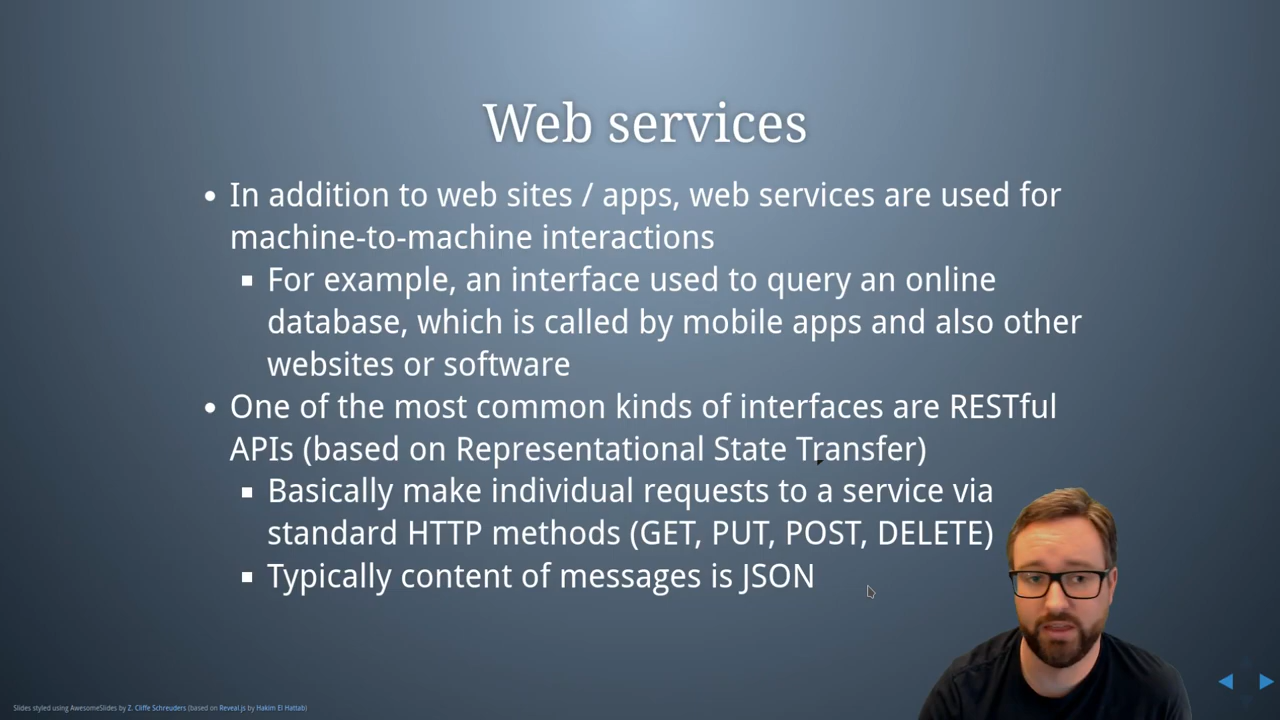 Web services
• In addition to web sites / apps, web services are used for
machine-to-machine interactions
▪ For example, an interface used to query an online
database, which is called by mobile apps and also other
websites or software
• One of the most common kinds of interfaces are RESTful
APIs (based on Representational State Transfer)
▪ Basically make individual requests to a service via
standard HTTP methods (GET, PUT, POST, DELETE)
▪ Typically content of messages is JSON
Slides styled using AwesomeSlides by Z. Cliffe Schreuders (based on Reveal.js by Hakim El Hattab)